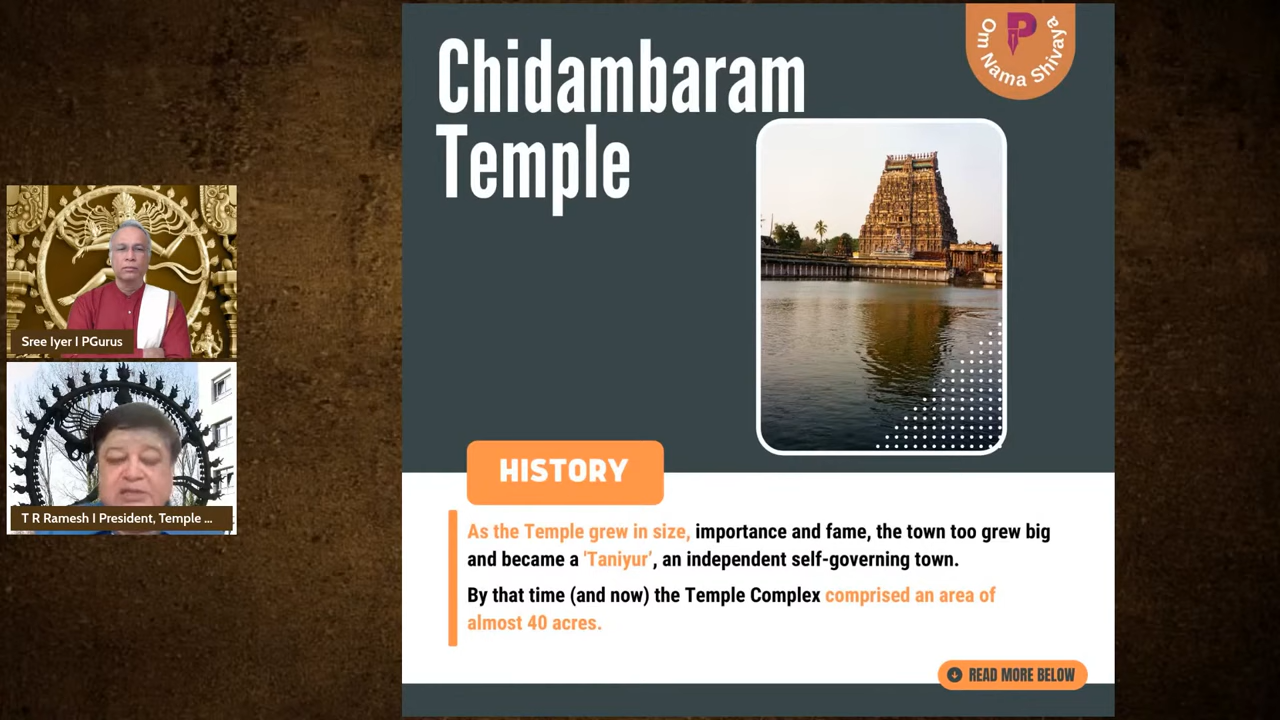 Chidambaram
Temple
Om Nama Shivaya
HISTORY
As the Temple grew in size, importance and fame, the town too grew big
and became a 'Taniyur', an independent self-governing town.
By that time (and now) the Temple Complex comprised an area of
almost 40 acres.
READ MORE BELOW
Sree Iyer I PGurus
T R Ramesh I President, Temple ...